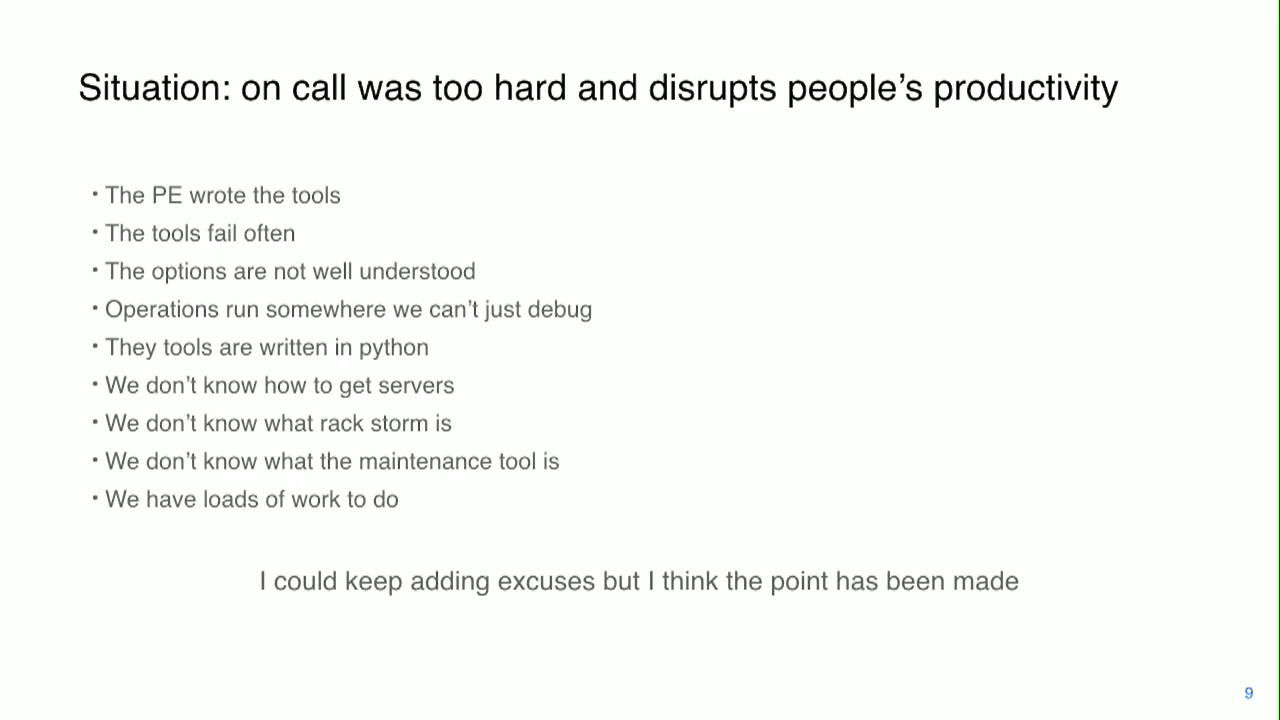 Situation: on call was too hard and disrupts people’s productivity
• The PE wrote the tools
• The tools fail often
• The options are not well understood
• Operations run somewhere we can’t just debug
• They tools are written in python
• We don’t know how to get servers
• We don’t know what rack storm is
• We don’t know what the maintenance tool is
• We have loads of work to do
I could keep adding excuses but I think the point has been made
9